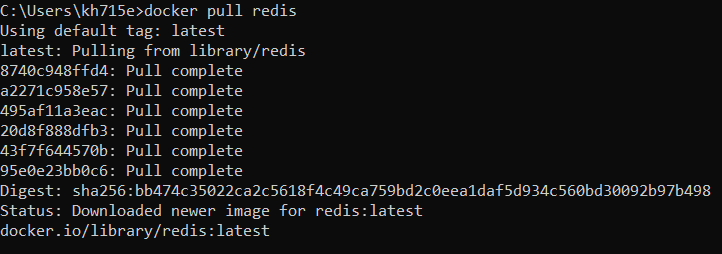 C:\Users\kh715e>docker pull redis
Using default tag: latest
latest: Pulling from library/redis
8740c948ffd4: Pull complete
a2271c958e57: Pull complete
495af11a3eac: Pull complete
20d8f888dfb3: Pull complete
43f7f644570b: Pull complete
95e0e23bb0c6: Pull complete
Digest: sha256:bb474c35022ca2c5618f4c49ca759bd2c0eea1daf5d934c560bd30092b97b498
Status: Downloaded newer image for redis:latest
docker.io/library/redis:latest